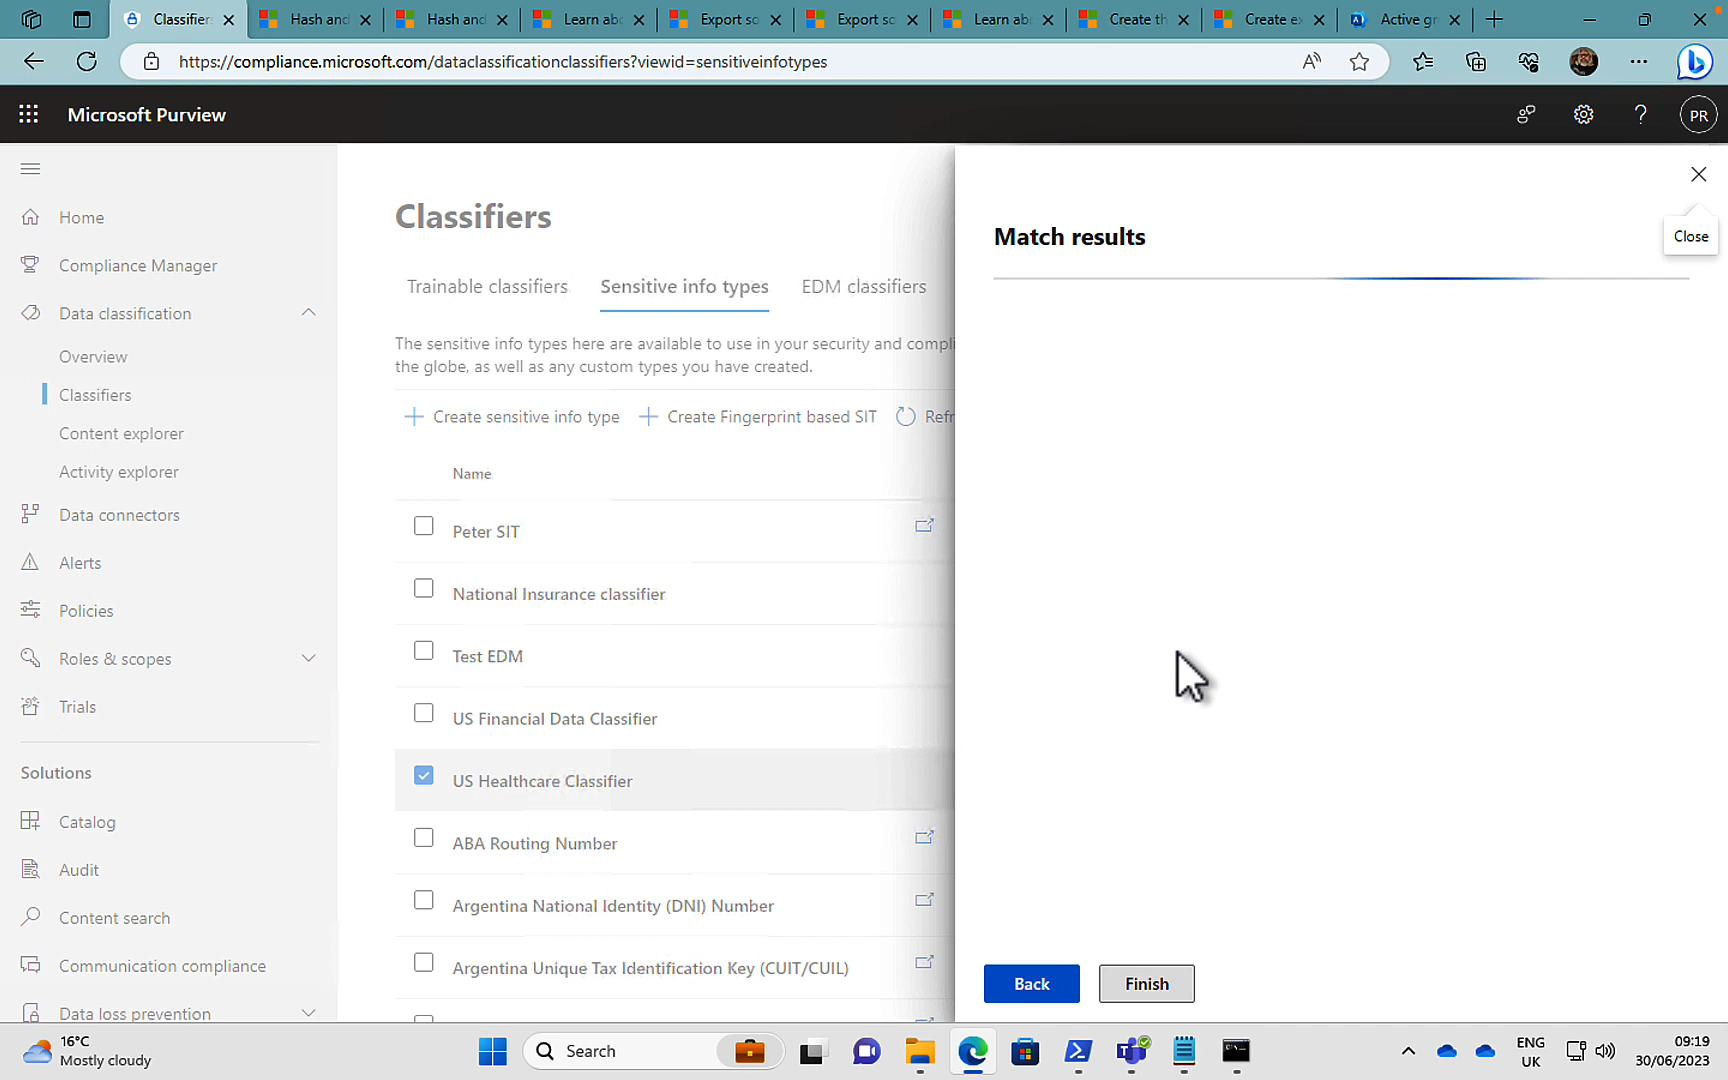 Classifiers
Hash and
Hash and
Learn abo
Export so
Export so
Learn abo
Create th
Create ex
Active gr
https://compliance.microsoft.com/dataclassificationclassifiers?viewid=sensitiveinfotypes
Microsoft Purview
PR
Home
Compliance Manager
Data classification
Overview
Classifiers
Content explorer
Activity explorer
Data connectors
Alerts
Policies
Roles & scopes
Trials
Solutions
Catalog
Audit
Content search
Communication compliance
Data loss prevention
Classifiers
Trainable classifiers
Sensitive info types
EDM classifiers
The sensitive info types here are available to use in your security and compli
the globe, as well as any custom types you have created.
Create sensitive info type
Create Fingerprint based SIT
Refr
Name
Peter SIT
National Insurance classifier
Test EDM
US Financial Data Classifier
US Healthcare Classifier
ABA Routing Number
Argentina National Identity (DNI) Number
Argentina Unique Tax Identification Key (CUIT/CUIL)
Match results
Close
Back
Finish
16°C
Mostly cloudy
Search
ENG
UK
09:19
30/06/2023